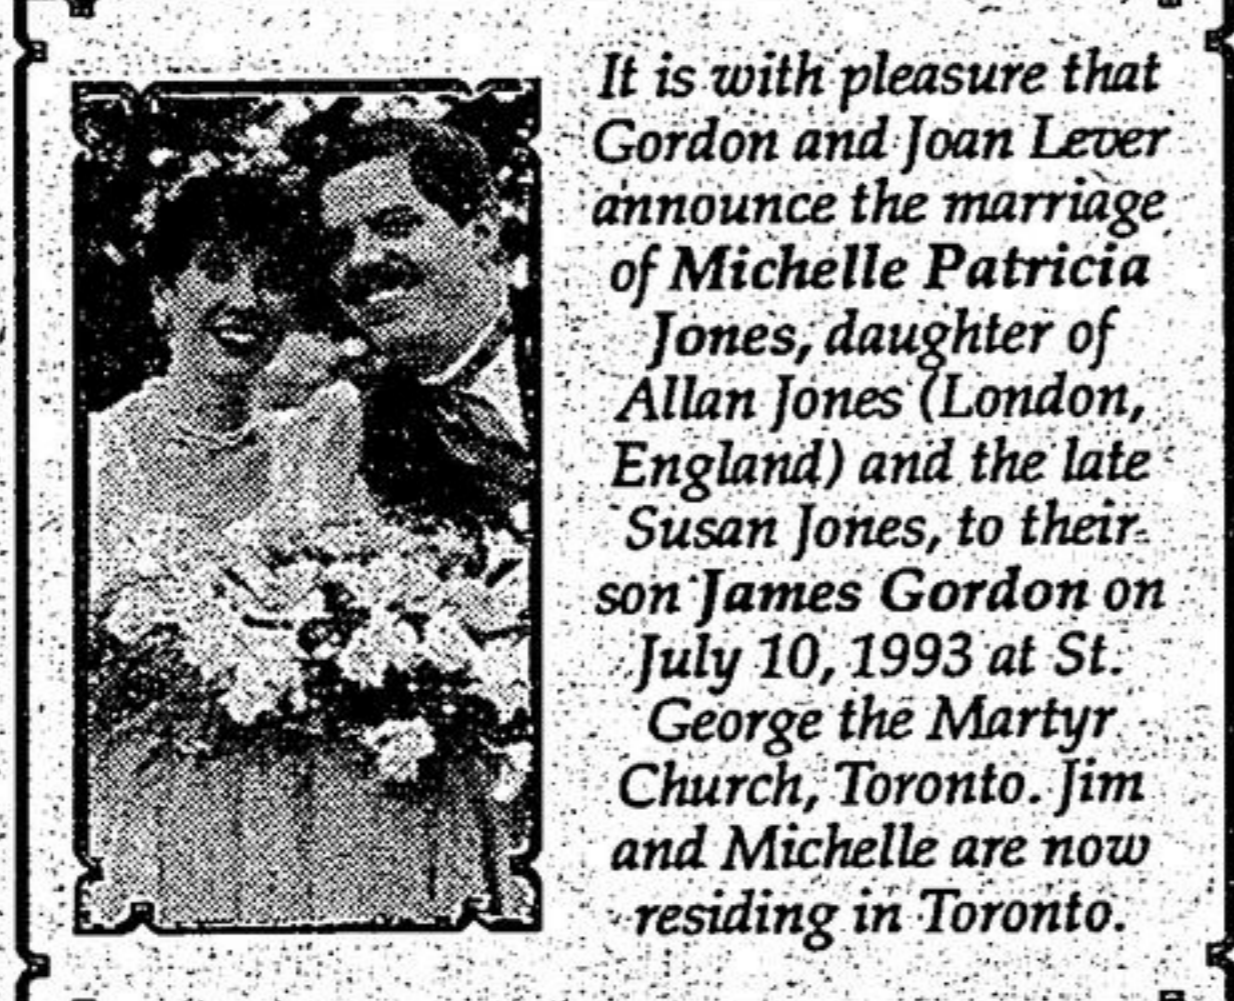 It is with pleasure that
Gordon and Joan Lever
announce the marriage
of Michelle Patricia
Jones, daughter of
Allan Jones (London,
England) and the late
Susan Jones, to their
son James Gordon on
July 10, 1993 at St.
George the Martyr
Church, Toronto. Jim
and Michelle are now
residing in Toronto.